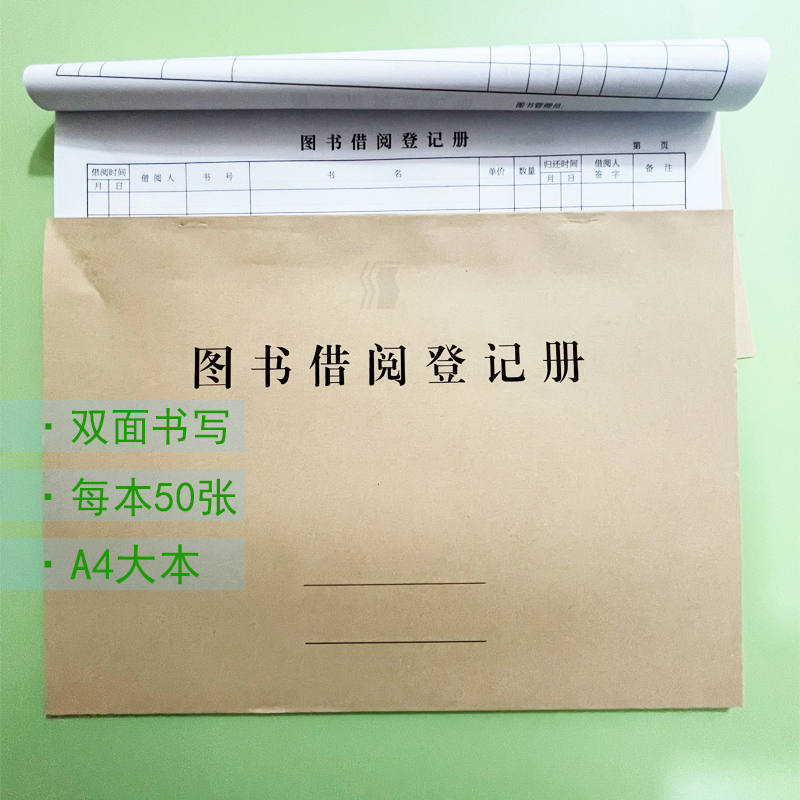 图书管理员:
图书借阅登记册
第 页
借阅时间 借阅人 书号 书名 单价 数量 归还时间 借阅人签字 备注
月 日 月 日
图书借阅登记册
·双面书写
·每本50张
·A4大本